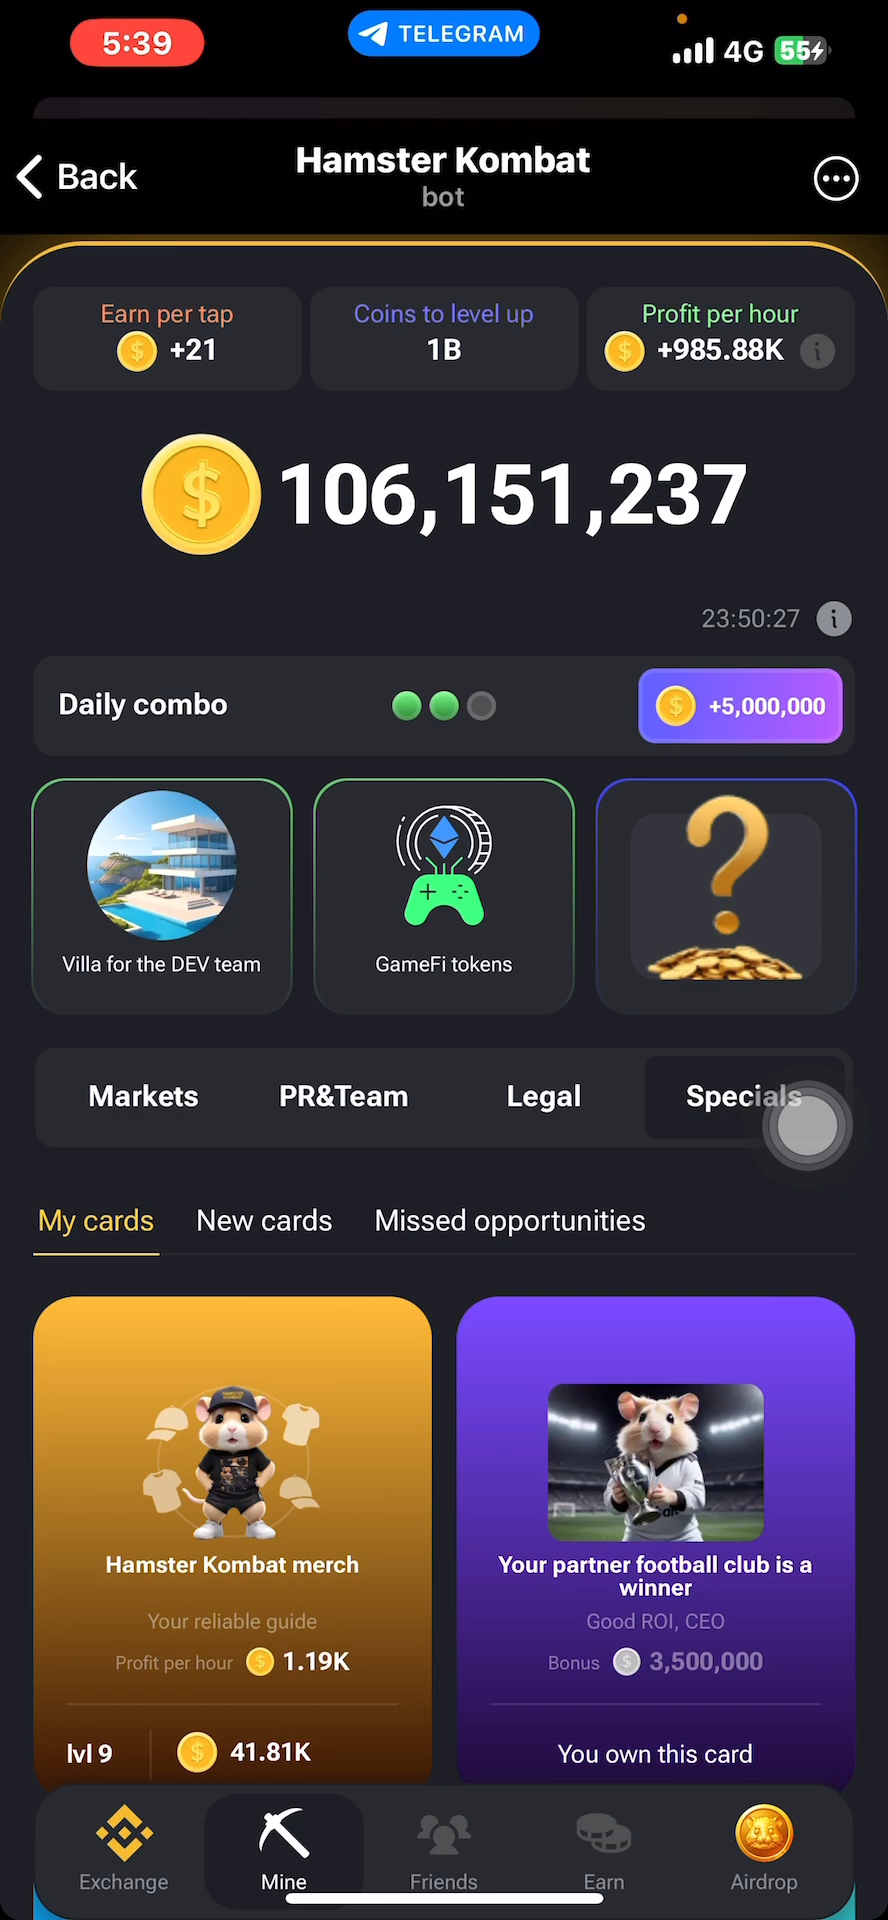 5:39
TELEGRAM
4G
55
Back
Hamster Kombat
bot
Earn per tap
+21
Coins to level up
1B
Profit per hour
+985.88K
106,151,237
23:50:27
Daily combo
+5,000,000
Villa for the DEV team
GameFi tokens
Markets
PR&Team
Legal
Specials
My cards
New cards
Missed opportunities
HAMSTER
KOMBAT
Hamster Kombat merch
Your reliable guide
Profit per hour
1.19K
lvl 9
41.81K
Your partner football club is a
winner
Good ROI, CEO
Bonus
3,500,000
You own this card
Exchange
Mine
Friends
Earn
Airdrop